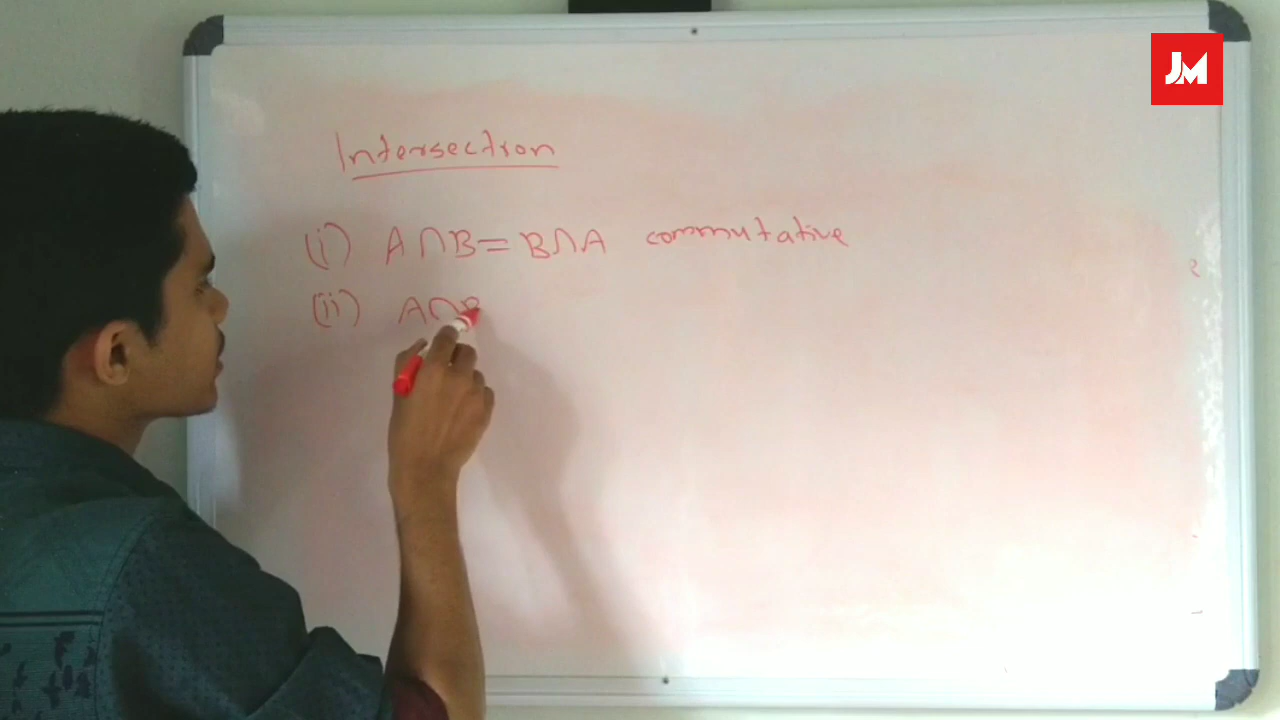 JM
Intersection
(i) A∩B=B∩A commutative
(ii) A∩B